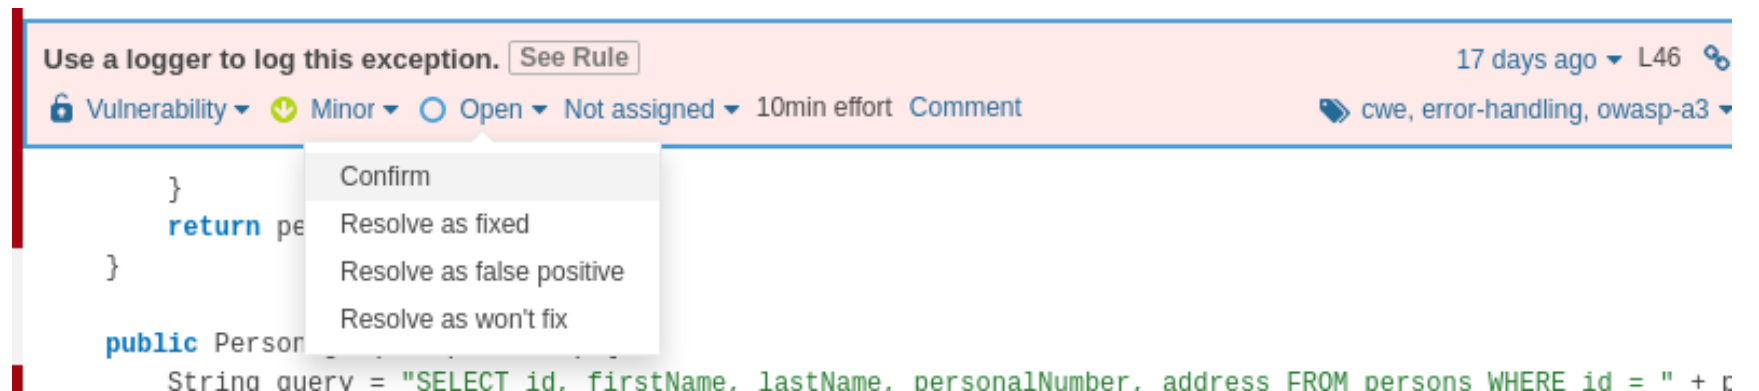 Use a logger to log this exception. See Rule 17 days ago L46
Vulnerability Minor Open Not assigned 10min effort Comment cwe, error-handling, owasp-a3
Confirm
}
Resolve as fixed
return
Resolve as false positive
}
Resolve as won't fix
public Person
String query = "SELECT id, firstName, lastName, personalNumber, address FROM persons WHERE id = " +